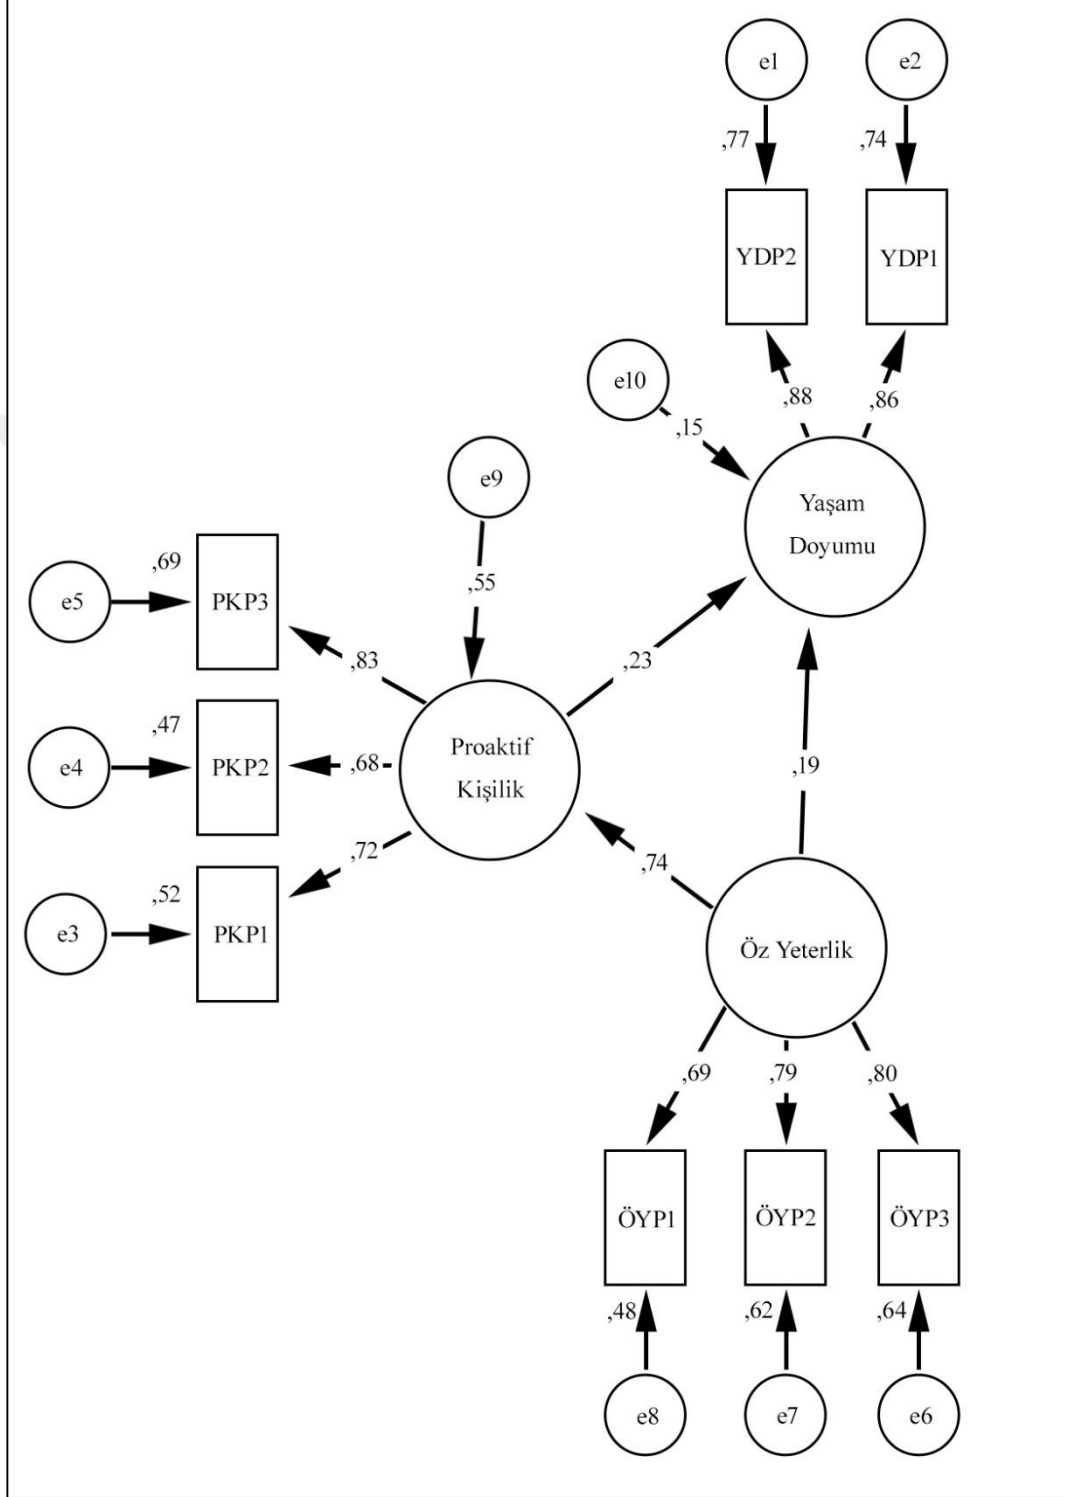 e1
e2
,77
,74
YDP2
YDP1
e10
,88
,86
,15
e9
Yaşam
Doyumu
,69
,55
e5
PKP3
,83
,23
,47
Proaktif
Kişilik
e4
PKP2
,68
,19
,72
,74
,52
e3
PKP1
Öz Yeterlik
,69
,79
,80
ÖYP1
ÖYP2
ÖYP3
,48
,62
,64
e8
e7
e6